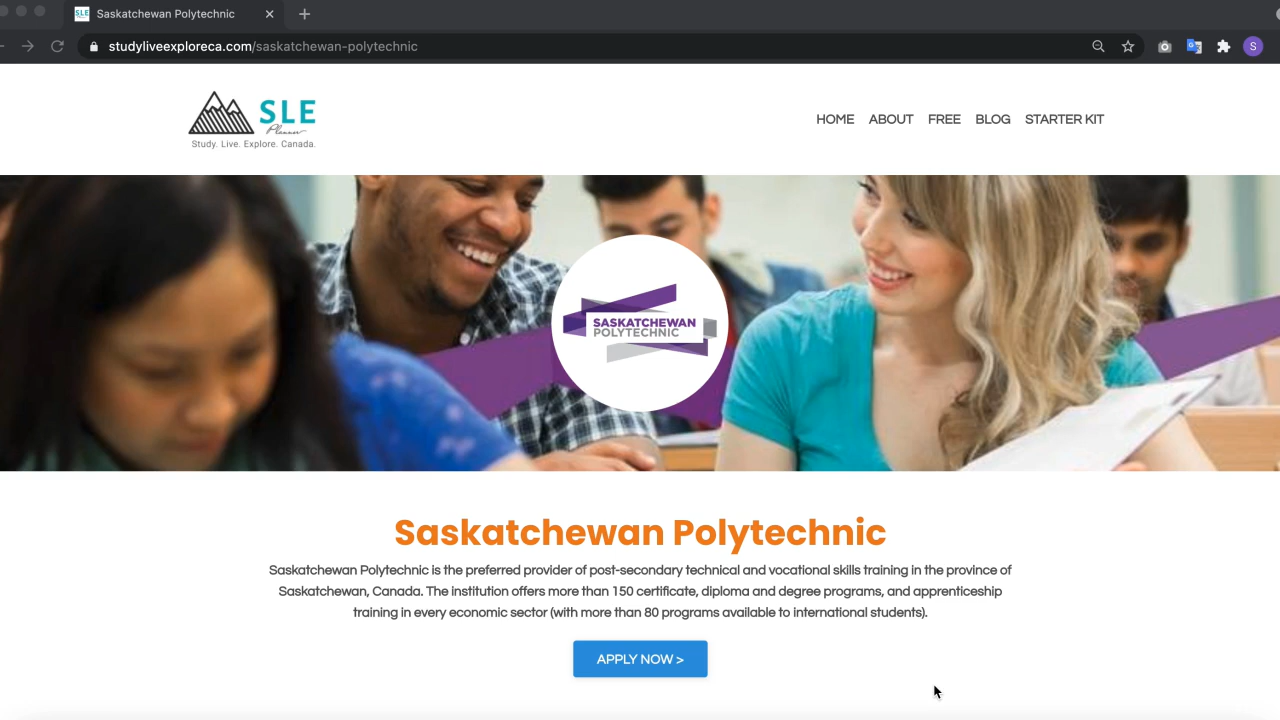 SLE
Saskatchewan Polytechnic
studyliveexploreca.com/saskatchewan-polytechnic
S
SLE
Planner
Study. Live. Explore. Canada.
HOME ABOUT FREE BLOG STARTER KIT
SASKATCHEWAN
POLYTECHNIC
Saskatchewan Polytechnic
Saskatchewan Polytechnic is the preferred provider of post-secondary technical and vocational skills training in the province of
Saskatchewan, Canada. The institution offers more than 150 certificate, diploma and degree programs, and apprenticeship
training in every economic sector (with more than 80 programs available to international students).
APPLY NOW >